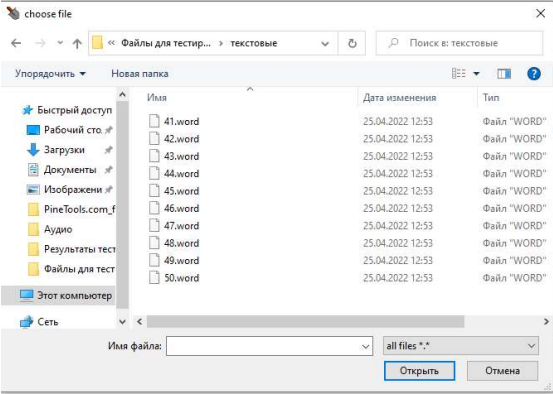 choose file
« Файлы для тестир... › текстовые
Поиск в: текстовые
Упорядочить
Новая папка
Быстрый доступ
Рабочий сто.
Загрузки
Документы
Изображени
PineTools.com_f
Аудио
Результаты тест
Файлы для тест
Этот компьютер
Сеть
Имя Дата изменения Тип
41.word 25.04.2022 12:53 Файл "WORD"
42.word 25.04.2022 12:53 Файл "WORD"
43.word 25.04.2022 12:53 Файл "WORD"
44.word 25.04.2022 12:53 Файл "WORD"
45.word 25.04.2022 12:53 Файл "WORD"
46.word 25.04.2022 12:53 Файл "WORD"
47.word 25.04.2022 12:53 Файл "WORD"
48.word 25.04.2022 12:53 Файл "WORD"
49.word 25.04.2022 12:53 Файл "WORD"
50.word 25.04.2022 12:53 Файл "WORD"
Имя файла:
all files *.*
Открыть
Отмена